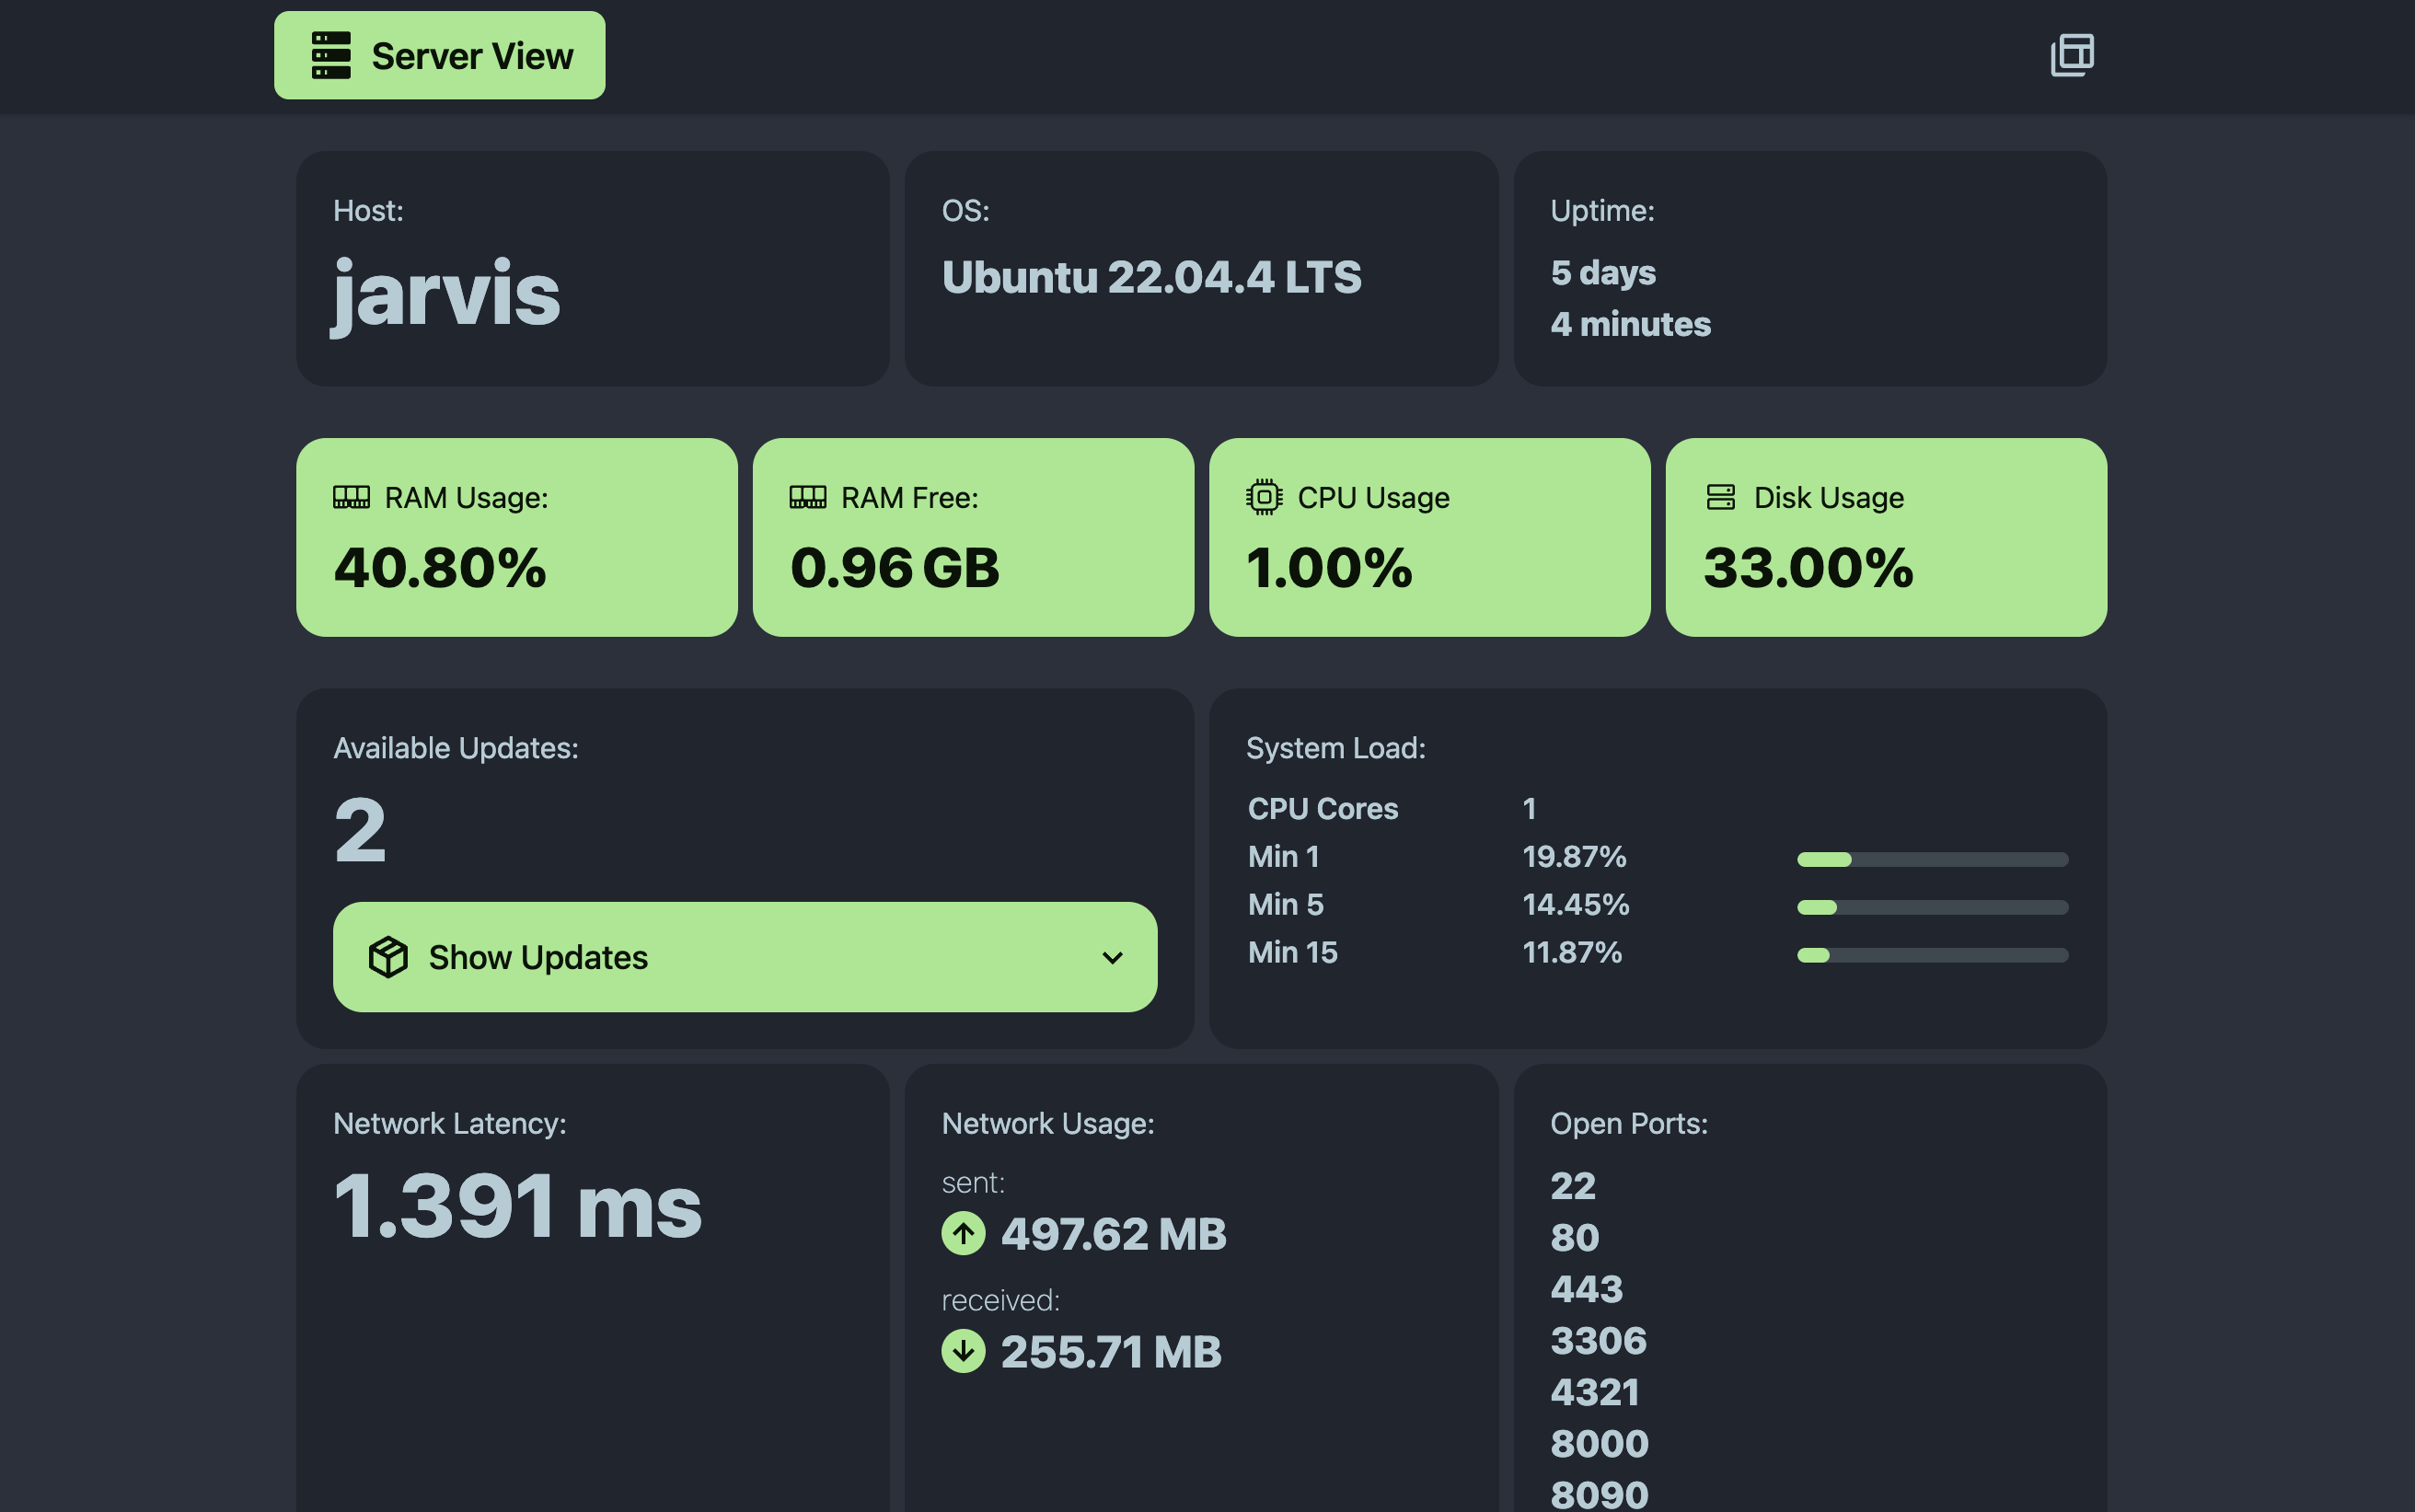 Server View
Host:
jarvis
OS:
Ubuntu 22.04.4 LTS
Uptime:
5 days
4 minutes
RAM Usage:
40.80%
RAM Free:
0.96 GB
CPU Usage
1.00%
Disk Usage
33.00%
Available Updates:
2
Show Updates
System Load:
CPU Cores 1
Min 1 19.87%
Min 5 14.45%
Min 15 11.87%
Network Latency:
1.391 ms
Network Usage:
sent:
497.62 MB
received:
255.71 MB
Open Ports:
22
80
443
3306
4321
8000
8090